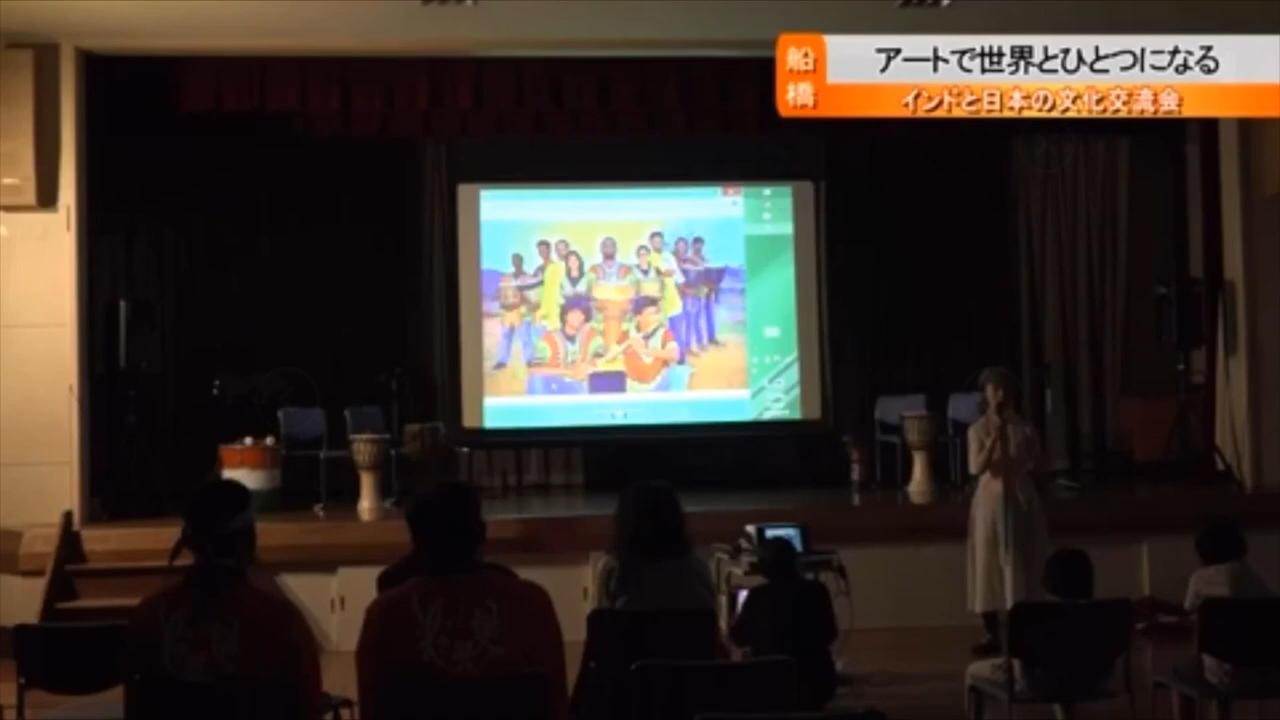 船橋
アートで世界とひとつになる
インドと日本の文化交流会